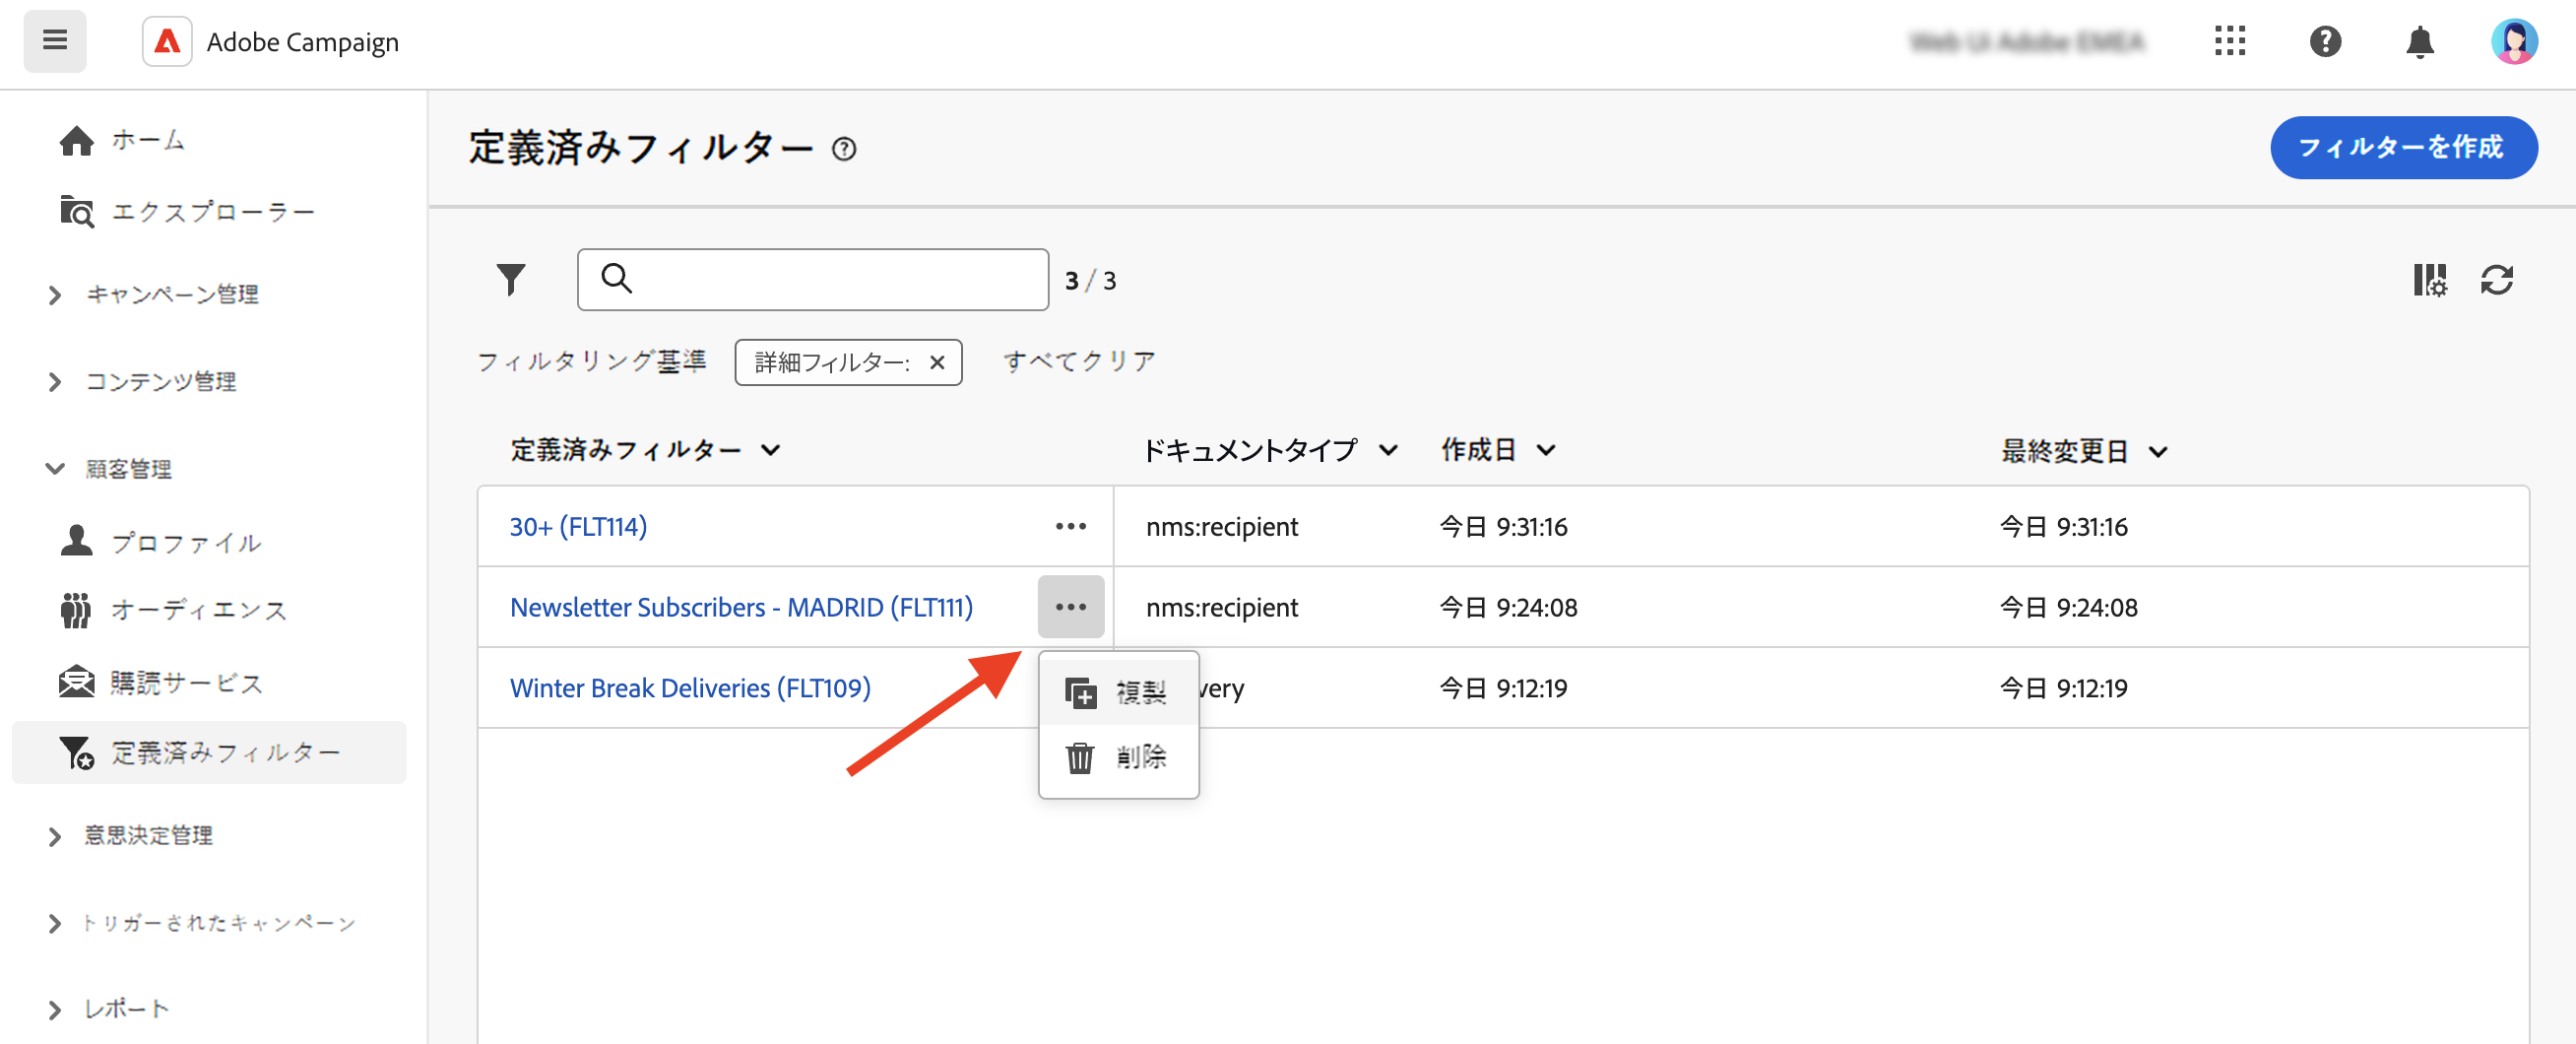 Adobe Campaign
Web UI Adobe EMEA
ホーム
エクスプローラー
キャンペーン管理
コンテンツ管理
顧客管理
プロファイル
オーディエンス
購読サービス
定義済みフィルター
意思決定管理
トリガーされたキャンペーン
レポート
定義済みフィルター
フィルターを作成
3 / 3
フィルタリング基準 詳細フィルター: すべてクリア
定義済みフィルター ドキュメントタイプ 作成日 最終変更日
30+ (FLT114) nms:recipient 今日 9:31:16 今日 9:31:16
Newsletter Subscribers - MADRID (FLT111) nms:recipient 今日 9:24:08 今日 9:24:08
Winter Break Deliveries (FLT109) very 今日 9:12:19 今日 9:12:19
複製
削除